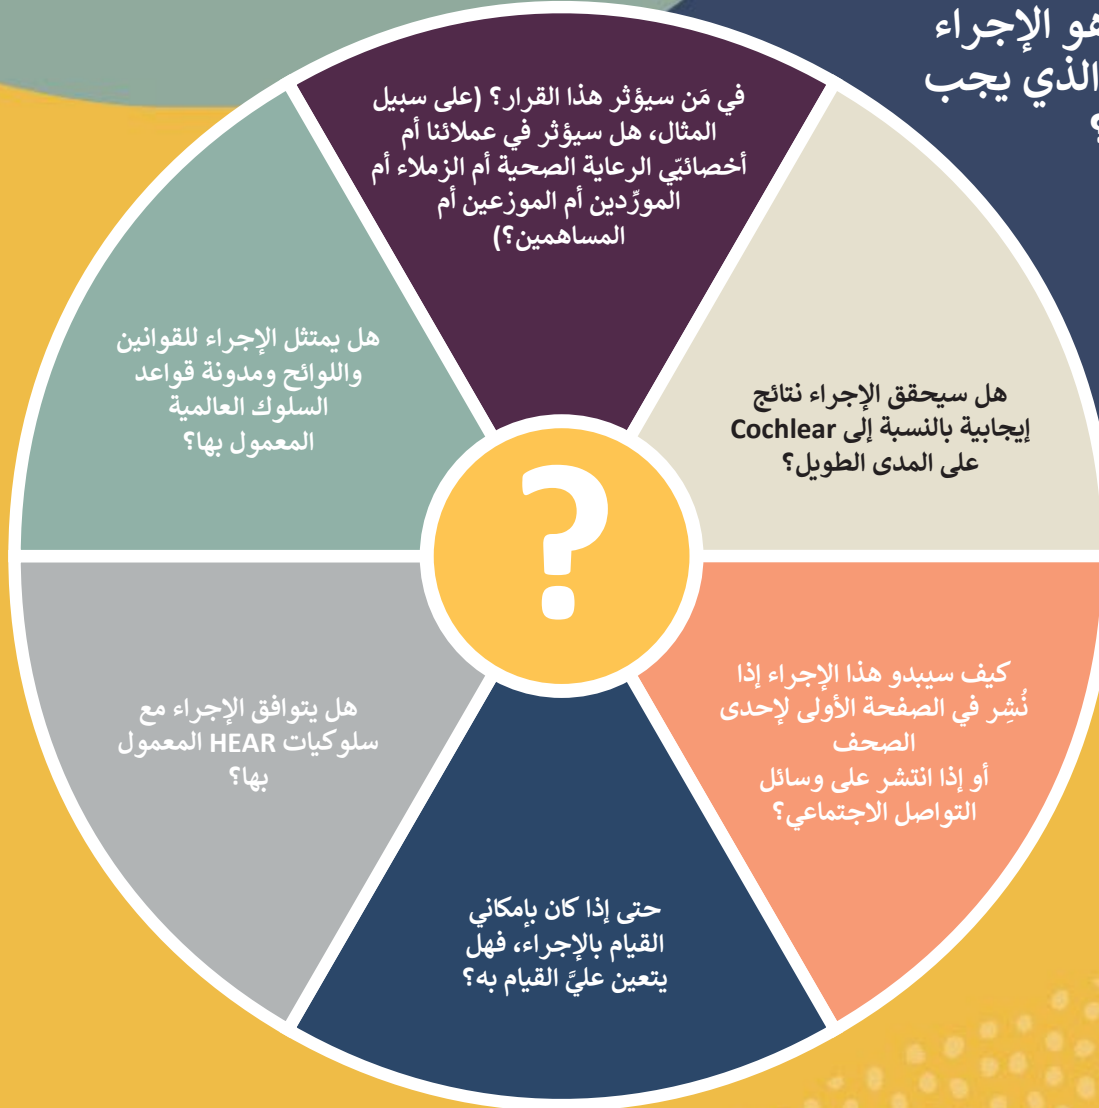 هو الإجراء
الذي يجب
؟
في مَن سيؤثر هذا القرار؟ (على سبيل
المثال، هل سيؤثر في عملائنا أم
أخصائيّي الرعاية الصحية أم الزملاء أم
المورِّدين أم الموزعين أم
المساهمين؟)
هل سيحقق الإجراء نتائج
إيجابية بالنسبة إلى Cochlear
على المدى الطويل؟
كيف سيبدو هذا الإجراء إذا
نُشِر في الصفحة الأولى لإحدى
الصحف
أو إذا انتشر على وسائل
التواصل الاجتماعي؟
حتى إذا كان بإمكاني
القيام بالإجراء، فهل
يتعين عليَّ القيام به؟
هل يتوافق الإجراء مع
سلوكيات HEAR المعمول
بها؟
هل يمتثل الإجراء للقوانين
واللوائح ومدونة قواعد
السلوك العالمية
المعمول بها؟
?